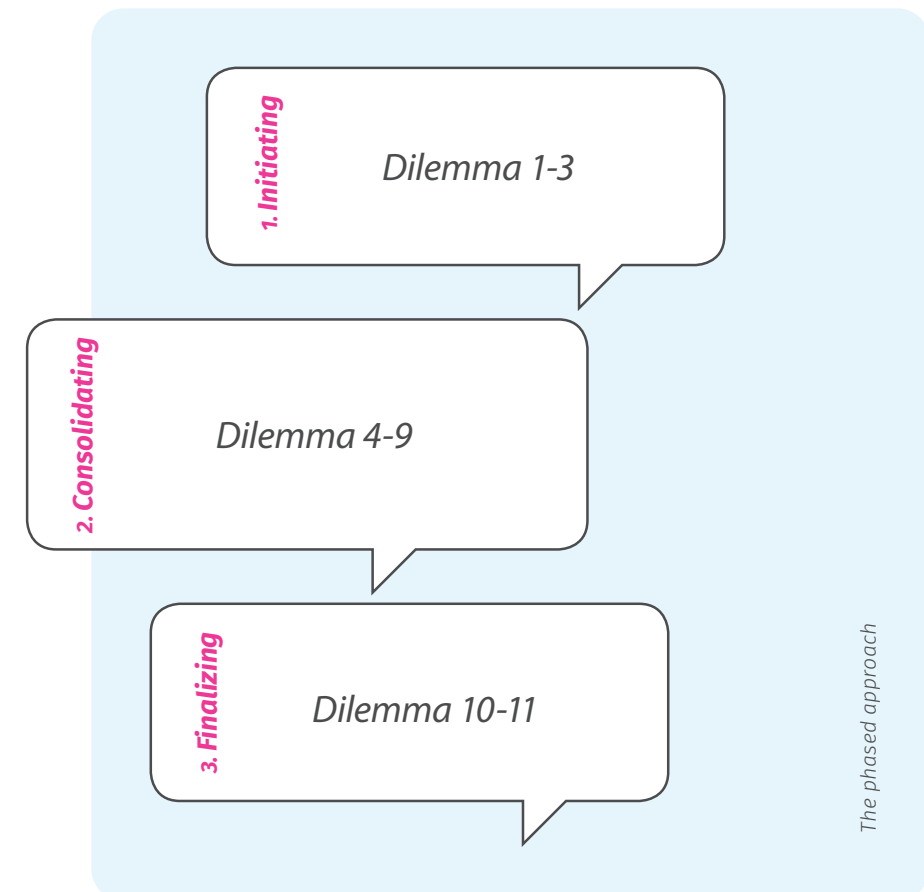 1. Initiating
Dilemma 1-3
2. Consolidating
Dilemma 4-9
3. Finalizing
Dilemma 10-11
The phased approach